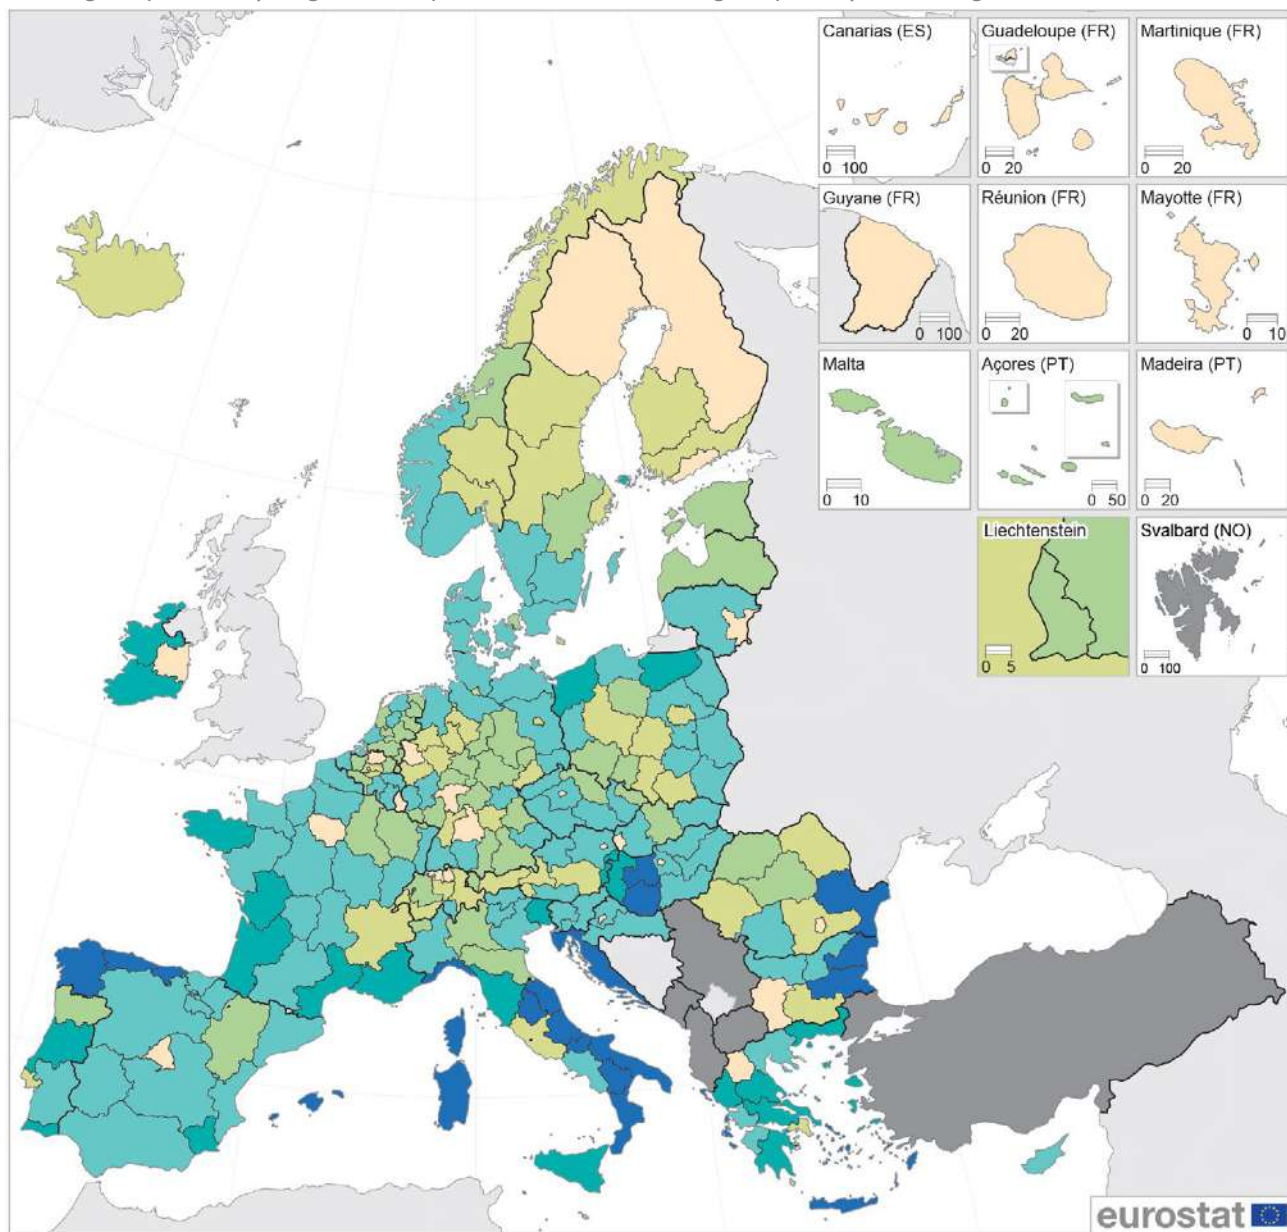 Canarias (ES)
0 100
Guadeloupe (FR)
0 20
Martinique (FR)
0 20
Guyane (FR)
0 100
Réunion (FR)
0 20
Mayotte (FR)
0 10
Malta
0 10
Açores (PT)
0 50
Madeira (PT)
0 20
Liechtenstein
0 5
Svalbard (NO)
0 100
eurostat